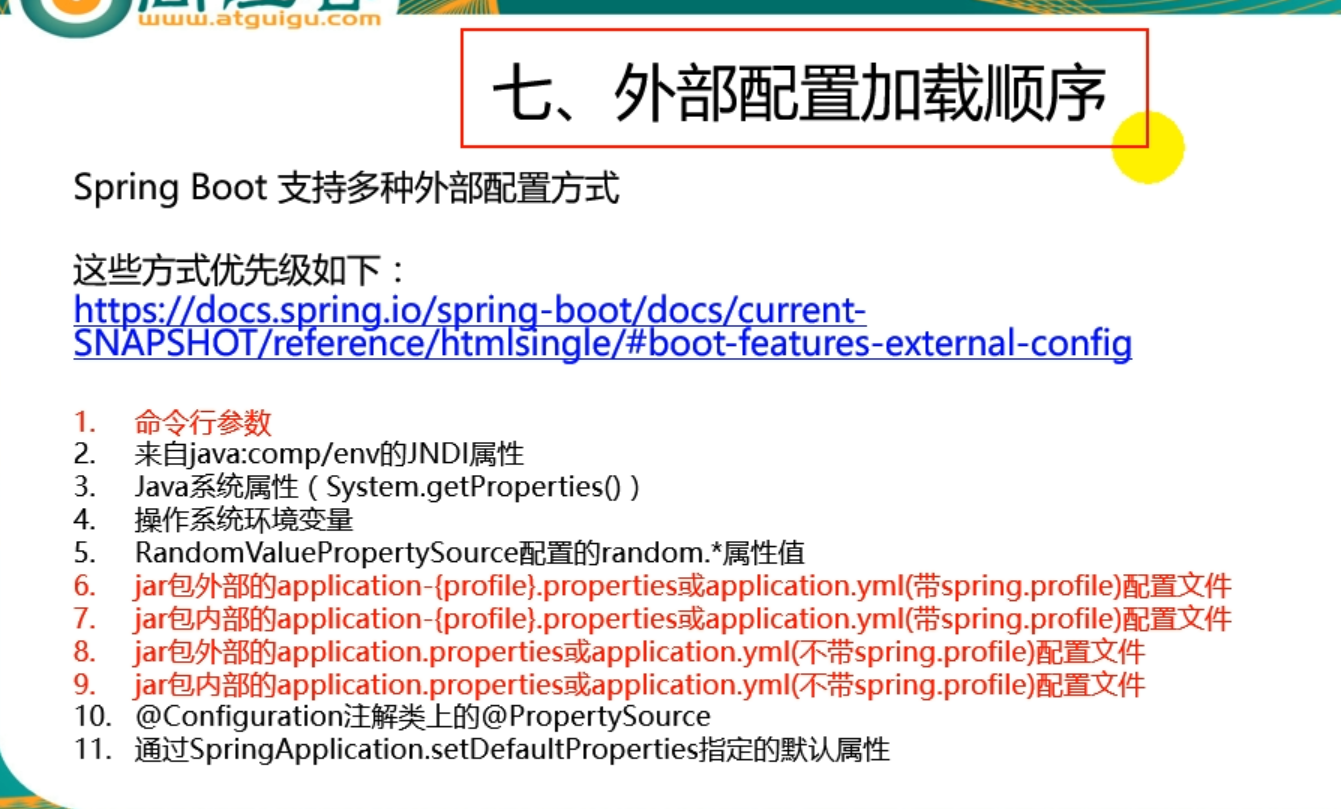 www.atguigu.com
七、外部配置加载顺序
Spring Boot 支持多种外部配置方式
这些方式优先级如下：
https://docs.spring.io/spring-boot/docs/current-
SNAPSHOT/reference/htmlsingle/#boot-features-external-config
1. 命令行参数
2. 来自java:comp/env的JNDI属性
3. Java系统属性（System.getProperties()）
4. 操作系统环境变量
5. RandomValuePropertySource配置的random.*属性值
6. jar包外部的application-{profile}.properties或application.yml(带spring.profile)配置文件
7. jar包内部的application-{profile}.properties或application.yml(带spring.profile)配置文件
8. jar包外部的application.properties或application.yml(不带spring.profile)配置文件
9. jar包内部的application.properties或application.yml(不带spring.profile)配置文件
10. @Configuration注解类上的@PropertySource
11. 通过SpringApplication.setDefaultProperties指定的默认属性